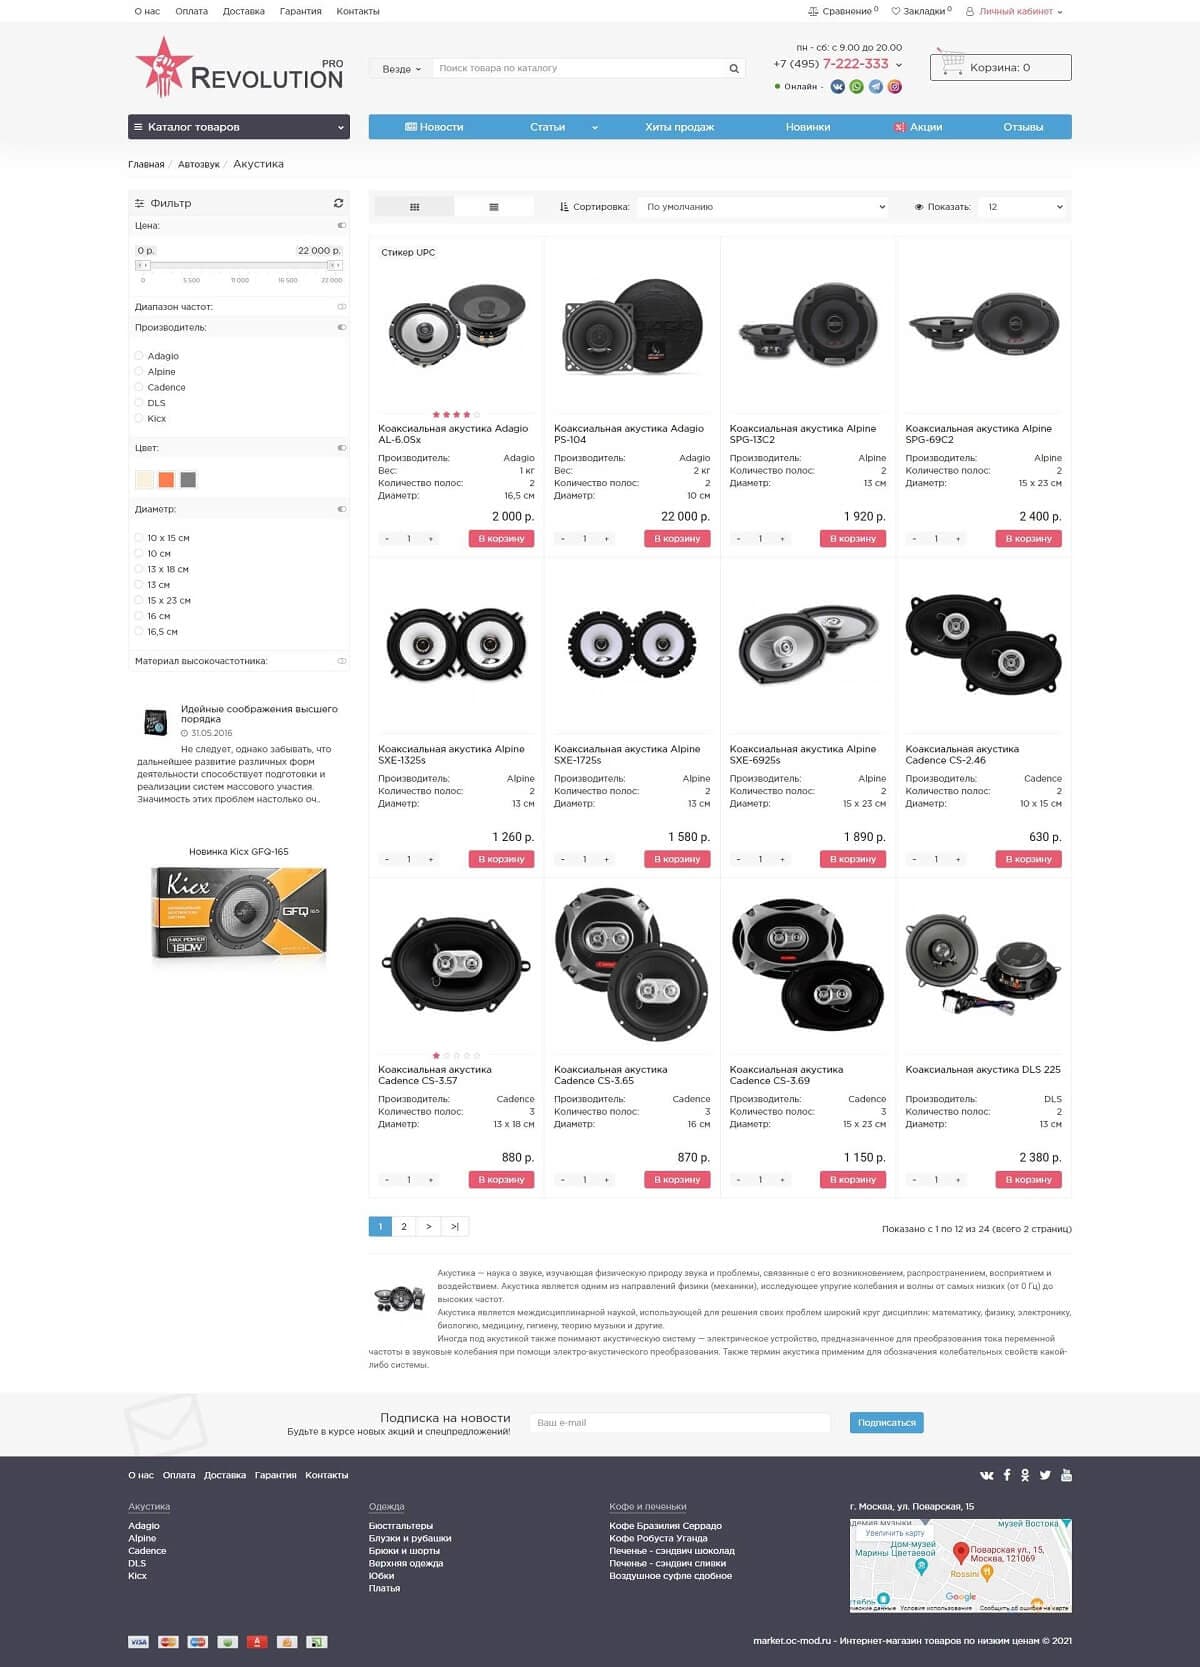 О нас Оплата Доставка Гарантия Контакты Сравнение 0 Закладки 0 Личный кабинет
PRO
REVOLUTION
Везде Поиск товара по каталогу
пн - сб: с 9.00 до 20.00
+7 (495) 7-222-333
Онлайн -
Корзина: 0
Каталог товаров Новости Статьи Хиты продаж Новинки Акции Отзывы
Главная / Автозвук / Акустика
Фильтр
Цена:
0 р. 22 000 р.
0 5 500 11 000 16 500 22 000
Диапазон частот:
Производитель:
Adagio
Alpine
Cadence
DLS
Kicx
Цвет:
Диаметр:
10 х 15 см
10 см
13 х 18 см
13 см
15 х 23 см
16 см
16,5 см
Материал высокочастотника:
Идейные соображения высшего
порядка
31.05.2016
Не следует, однако забывать, что
дальнейшее развитие различных форм
деятельности способствует подготовки и
реализации систем массового участия.
Значимость этих проблем настолько оч..
Новинка Kicx GFQ-165
Kicx
GFQ 165
MAX POWER
180W
Сортировка: По умолчанию Показать: 12
Стикер UPC
Коаксиальная акустика Adagio
AL-6.0Sx
Производитель: Adagio
Вес: 1 кг
Количество полос: 2
Диаметр: 16,5 см
2 000 р.
- 1 + В корзину
Коаксиальная акустика Adagio
PS-104
Производитель: Adagio
Вес: 2 кг
Количество полос: 2
Диаметр: 10 см
22 000 р.
- 1 + В корзину
Коаксиальная акустика Alpine
SPG-13C2
Производитель: Alpine
Количество полос: 2
Диаметр: 13 см
1 920 р.
- 1 + В корзину
Коаксиальная акустика Alpine
SPG-69C2
Производитель: Alpine
Количество полос: 2
Диаметр: 15 х 23 см
2 400 р.
- 1 + В корзину
Коаксиальная акустика Alpine
SXE-1325s
Производитель: Alpine
Количество полос: 2
Диаметр: 13 см
1 260 р.
- 1 + В корзину
Коаксиальная акустика Alpine
SXE-1725s
Производитель: Alpine
Количество полос: 2
Диаметр: 13 см
1 580 р.
- 1 + В корзину
Коаксиальная акустика Alpine
SXE-6925s
Производитель: Alpine
Количество полос: 2
Диаметр: 15 х 23 см
1 890 р.
- 1 + В корзину
Коаксиальная акустика
Cadence CS-2.46
Производитель: Cadence
Количество полос: 2
Диаметр: 10 х 15 см
630 р.
- 1 + В корзину
Коаксиальная акустика
Cadence CS-3.57
Производитель: Cadence
Количество полос: 3
Диаметр: 13 х 18 см
880 р.
- 1 + В корзину
Коаксиальная акустика
Cadence CS-3.65
Производитель: Cadence
Количество полос: 3
Диаметр: 16 см
870 р.
- 1 + В корзину
Коаксиальная акустика
Cadence CS-3.69
Производитель: Cadence
Количество полос: 3
Диаметр: 15 х 23 см
1 150 р.
- 1 + В корзину
Коаксиальная акустика DLS 225
Производитель: DLS
Количество полос: 2
Диаметр: 13 см
2 380 р.
- 1 + В корзину
1 2 > >|
Показано с 1 по 12 из 24 (всего 2 страниц)
Акустика — наука о звуке, изучающая физическую природу звука и проблемы, связанные с его возникновением, распространением, восприятием и
воздействием. Акустика является одним из направлений физики (механики), исследующее упругие колебания и волны от самых низких (от 0 Гц) до
высоких частот.
Акустика является междисциплинарной наукой, использующей для решения своих проблем широкий круг дисциплин: математику, физику, электронику,
биологию, медицину, гигиену, теорию музыки и другие.
Иногда под акустикой также понимают акустическую систему — электрическое устройство, предназначенное для преобразования тока переменной
частоты в звуковые колебания при помощи электро-акустического преобразования. Также термин акустика применим для обозначения колебательных свойств какой-
либо системы.
Подписка на новости
Будьте в курсе новых акций и спецпредложений!
Ваш e-mail
Подписаться
О нас Оплата Доставка Гарантия Контакты
Акустика
Adagio
Alpine
Cadence
DLS
Kicx
Одежда
Бюстгальтеры
Блузки и рубашки
Брюки и шорты
Верхняя одежда
Юбки
Платья
Кофе и печеньки
Кофе Бразилия Серрадо
Кофе Робуста Уганда
Печенье - сэндвич шоколад
Печенье - сэндвич сливки
Воздушное суфле сдобное
г. Москва, ул. Поварская, 15
музей Востока
Увеличить карту
Дом-музей
Марины Цветаевой
Поварская ул., 15,
Москва, 121069
Rossini
Google
Условия использования Сообщить об ошибке на карте
VISA
market.oc-mod.ru - Интернет-магазин товаров по низким ценам © 2021